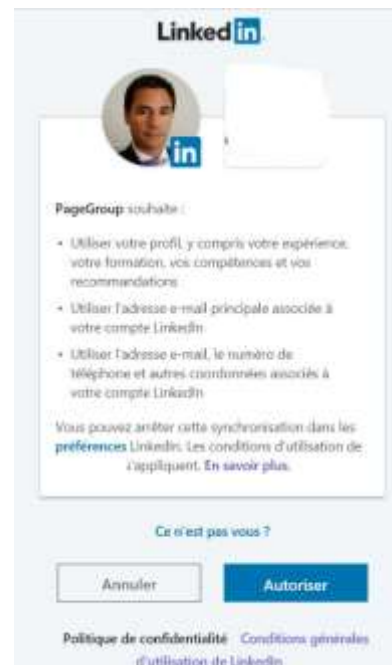 Linked in
in
PageGroup souhaite :
• Utiliser votre profil, y compris votre expérience,
votre formation, vos compétences et vos
recommandations
• Utiliser l'adresse e-mail principale associée à
votre compte LinkedIn
• Utiliser l'adresse e-mail, le numéro de
téléphone et autres coordonnées associés à
votre compte LinkedIn
Vous pouvez arrêter cette synchronisation dans les
préférences LinkedIn. Les conditions d'utilisation de
s'appliquent. En savoir plus.
Ce n'est pas vous ?
Annuler
Autoriser
Politique de confidentialité Conditions générales
d'utilisation de LinkedIn